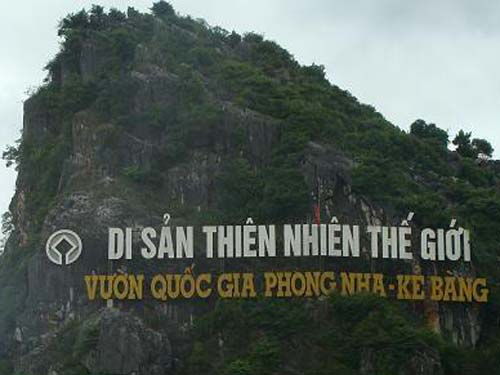 DI SẢN THIÊN NHIÊN THẾ GIỚI
VƯỜN QUỐC GIA PHONG NHA - KẺ BÀNG